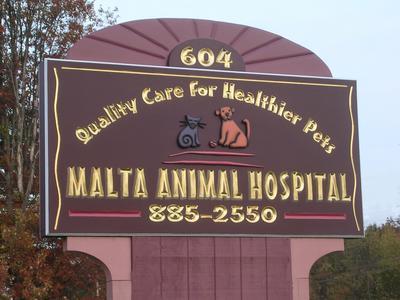 604
Quality Care for Healthier Pets
MALTA ANIMAL HOSPITAL
885-2550